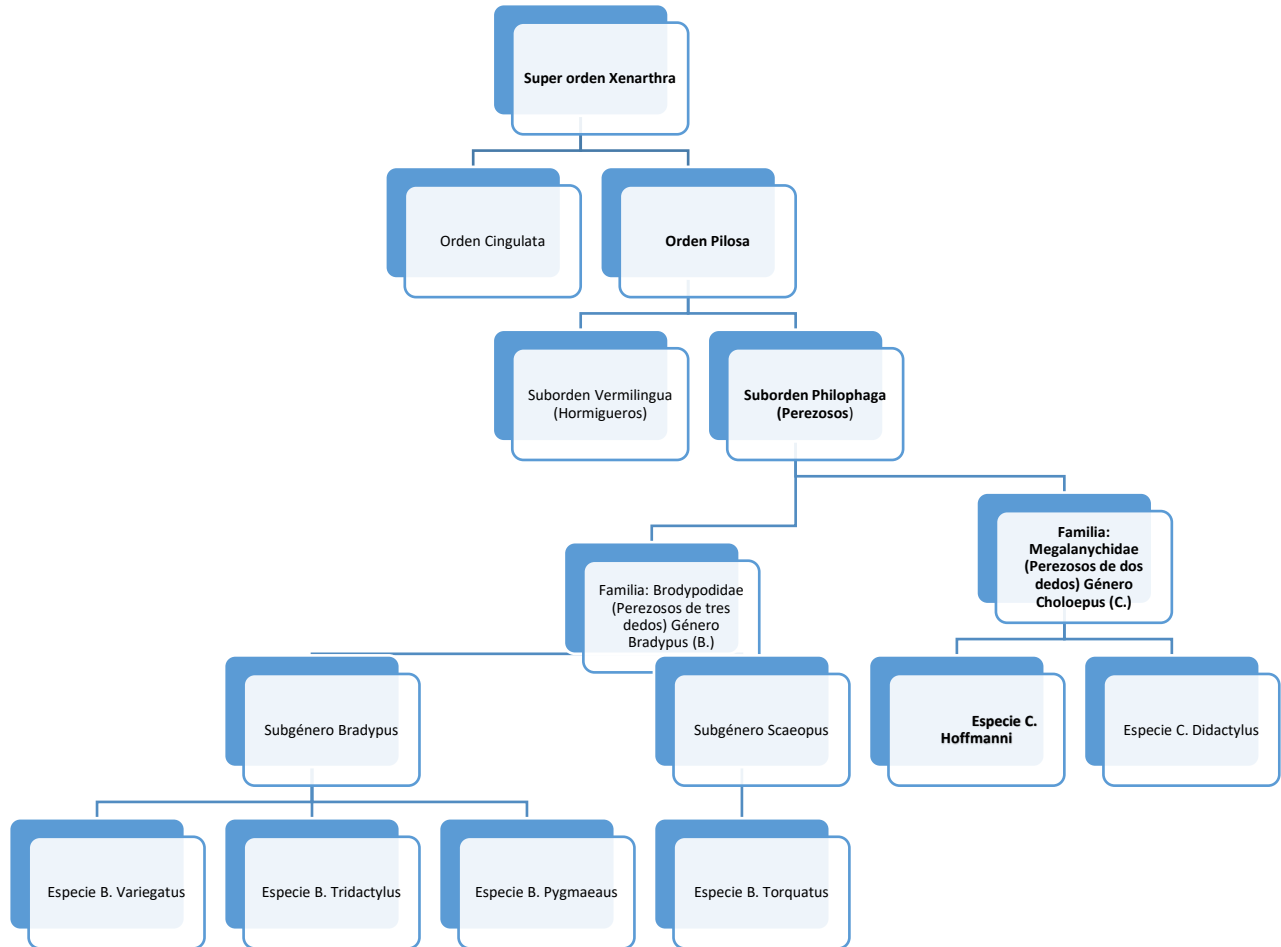 Super orden Xenarthra
Orden Cingulata
Orden Pilosa
Suborden Vermilingua
(Hormigueros)
Suborden Philophaga
(Perezosos)
Familia:
Megalanychidae
(Perezosos de dos
dedos) Género
Choloepus (C.)
Familia: Brodypodidae
(Perezosos de tres
dedos) Género
Bradypus (B.)
Subgénero Bradypus
Subgénero Scaeopus
Especie C.
Hoffmanni
Especie C. Didactylus
Especie B. Variegatus
Especie B. Tridactylus
Especie B. Pygmaeaus
Especie B. Torquatus